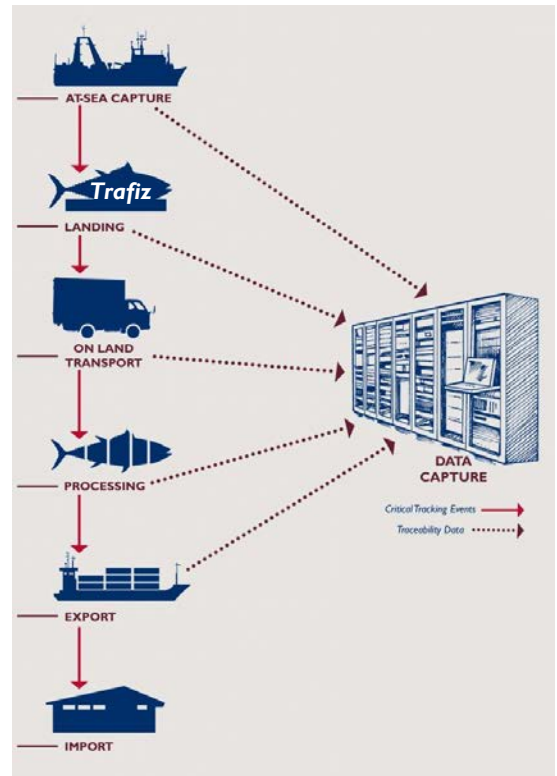 AT-SEA CAPTURE
Trafiz
LANDING
ON LAND
TRANSPORT
DATA
CAPTURE
PROCESSING
Critical Tracking Events
Traceability Data
EXPORT
IMPORT